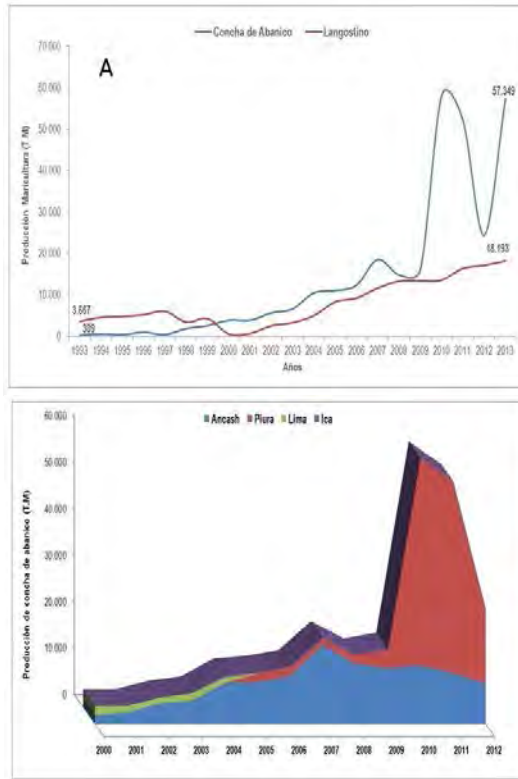 Concha de Abanico Langostino
A
Producción Maricultura (T.M)
70 000
60 000
50 000
40 000
30 000
20 000
10 000
0
57.349
18.193
3.667
1993 1994 1995 1996 1997 1998 1999 2000 2001 2002 2003 2004 2005 2006 2007 2008 2009 2010 2011 2012 2013
Años
Ancash Piura Lima Ica
Producción de concha de abanico (T.M)
60 000
50 000
40 000
30 000
20 000
10 000
0
2000 2001 2002 2003 2004 2005 2006 2007 2008 2009 2010 2011 2012